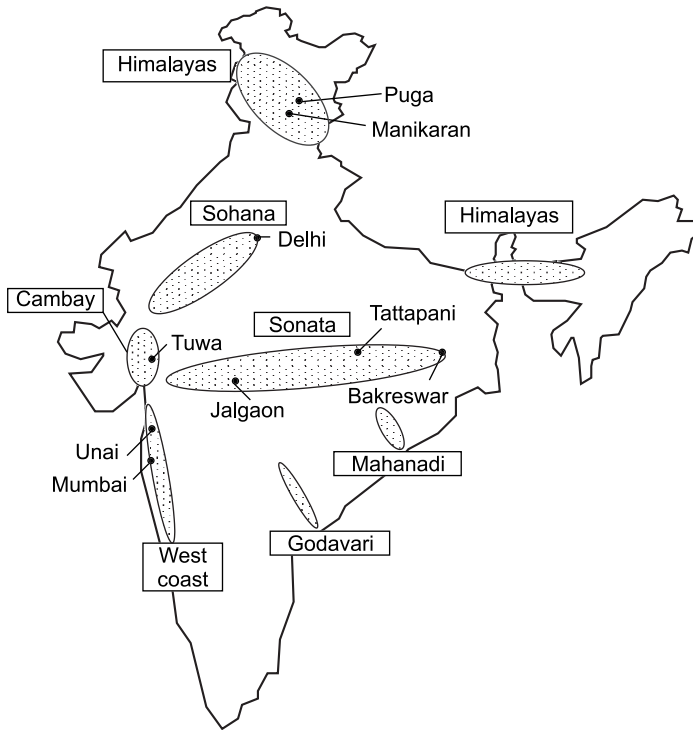 Himalayas
Puga
Manikaran
Sohana
Himalayas
Delhi
Cambay
Sonata
Tattapani
Tuwa
Jalgaon
Bakreswar
Unai
Mahanadi
Mumbai
Godavari
West
coast